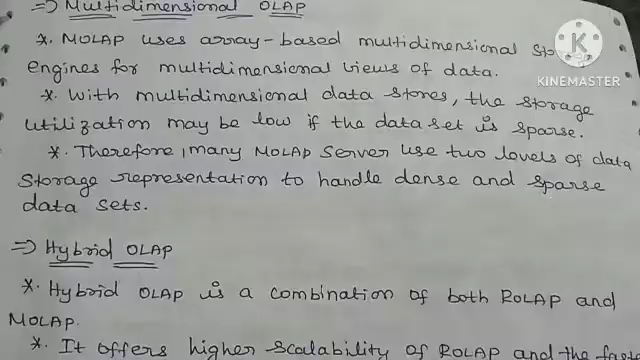 ⇒ Multidimensional OLAP
*. MOLAP uses array-based multidimensional
engines for multidimensional views of data.
*. With multidimensional data stores, the storage
utilization may be low if the data set is sparse.
*. Therefore, many MOLAP Server use two levels of data
Storage representation to handle dense and sparse
data sets.
⇒ Hybrid OLAP
*. Hybrid OLAP is a combination of both ROLAP and
MOLAP.
*. It offers higher scalability of ROLAP and the
K
KINEMASTER